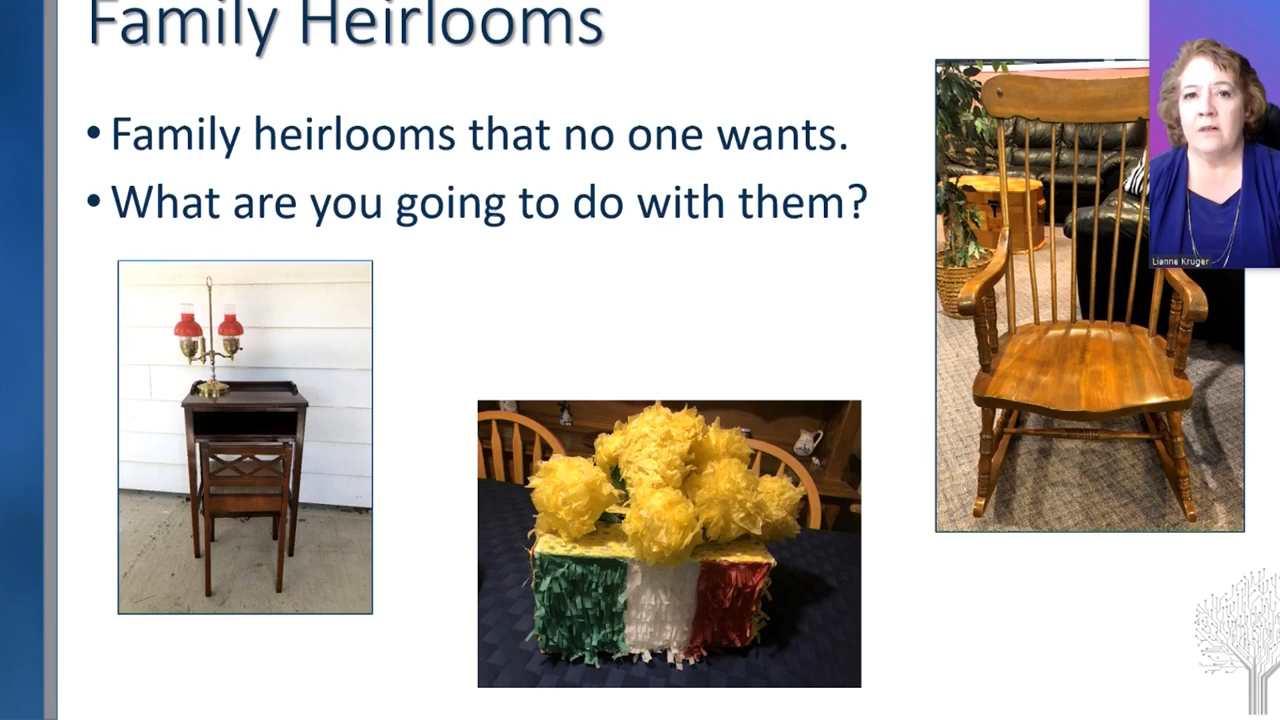 Family Heirlooms
• Family heirlooms that no one wants.
• What are you going to do with them?
Lianne Kruger